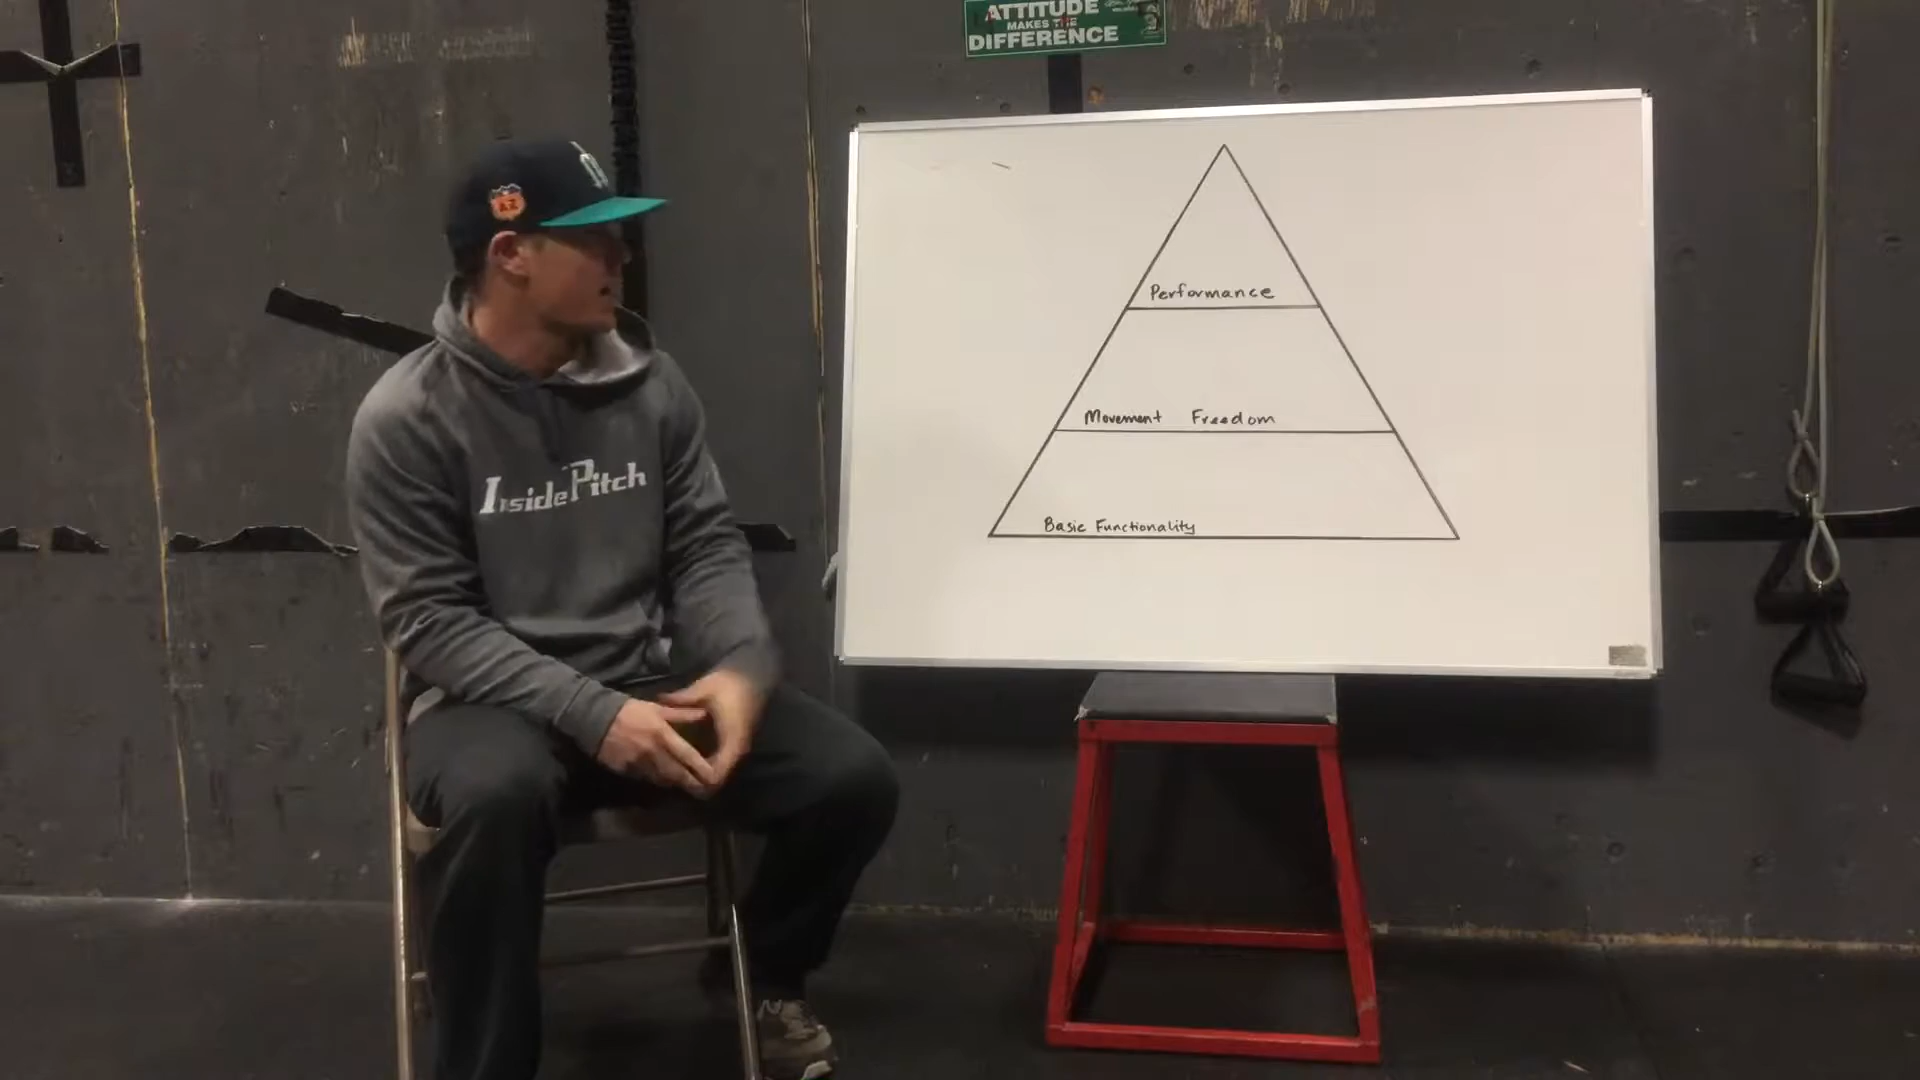 ATTITUDE
MAKES THE
DIFFERENCE
AZ
InsidePitch
Performance
Movement Freedom
Basic Functionality